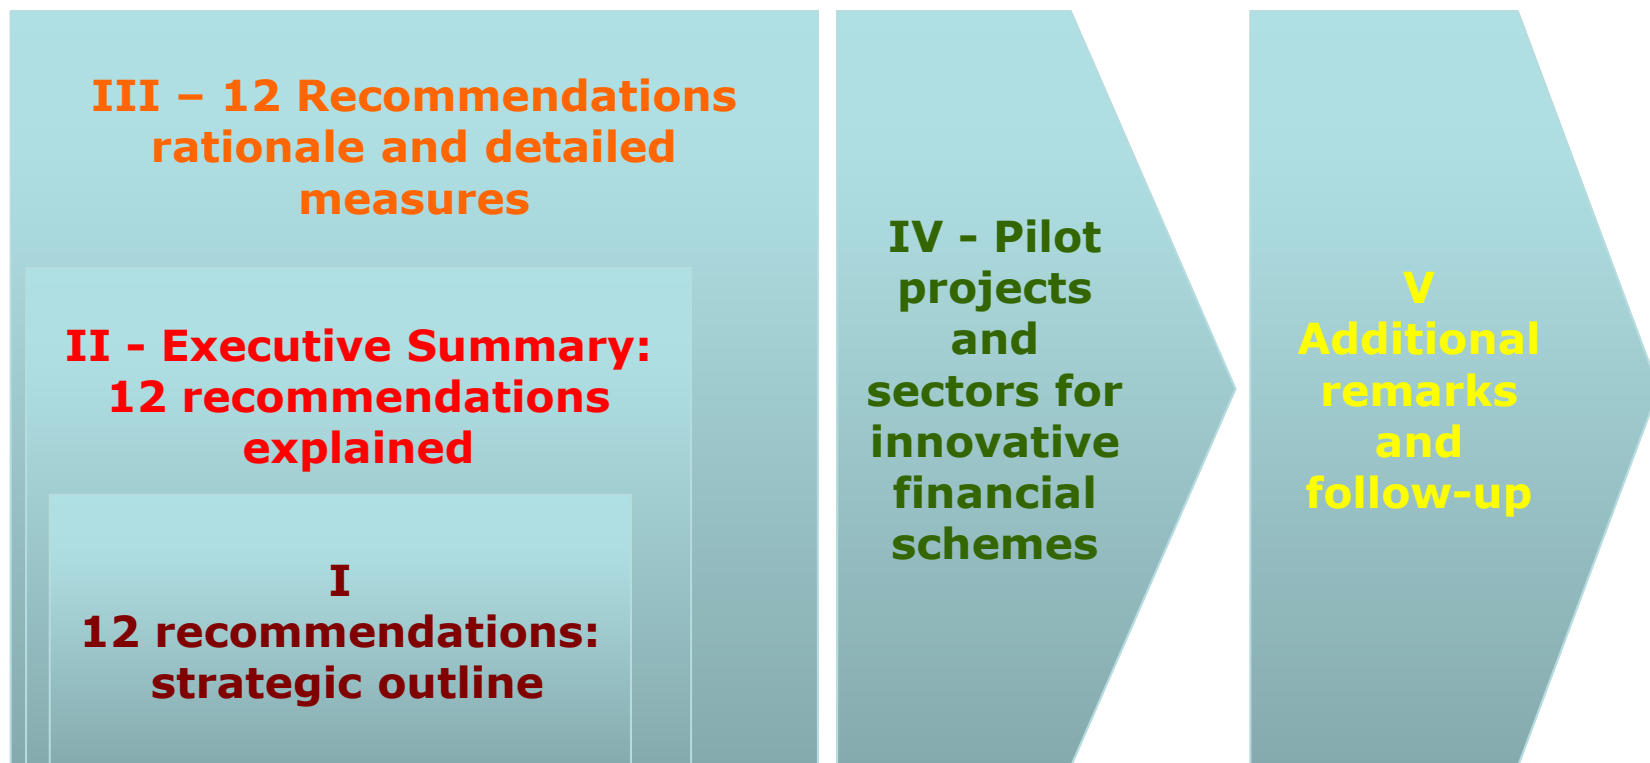 III – 12 Recommendations
rationale and detailed
measures
II - Executive Summary:
12 recommendations
explained
I
12 recommendations:
strategic outline
IV - Pilot
projects
and
sectors for
innovative
financial
schemes
V
Additional
remarks
and
follow-up